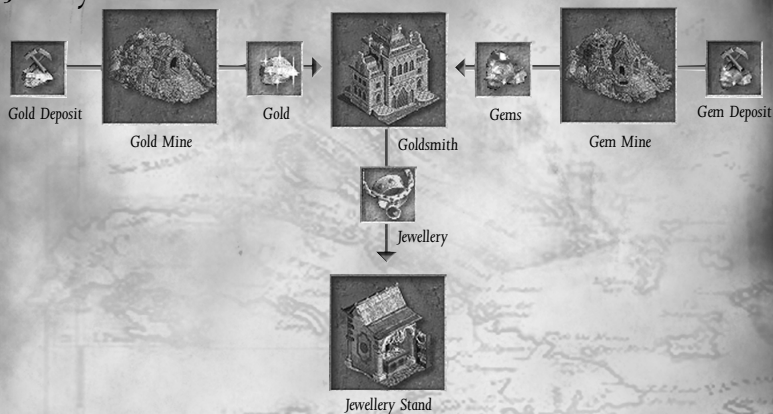 Gold Deposit
Gold Mine
Gold
Goldsmith
Gems
Gem Mine
Gem Deposit
Jewellery
Jewellery Stand